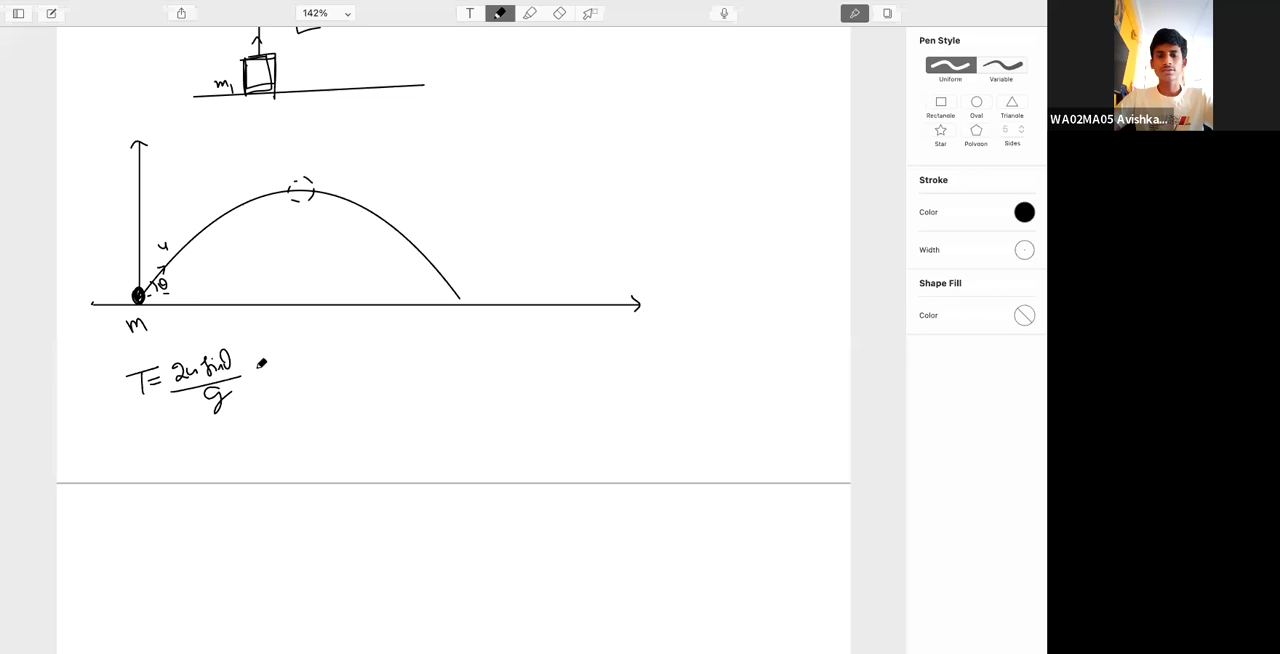 142%
T
Pen Style
Uniform Variable
Rectangle Oval Triangle
5
Star Polygon Sides
Stroke
Color
Width
Shape Fill
Color
WA02MA05 Avishka...
m₁
u
θ
m
T = 2u sinθ / g